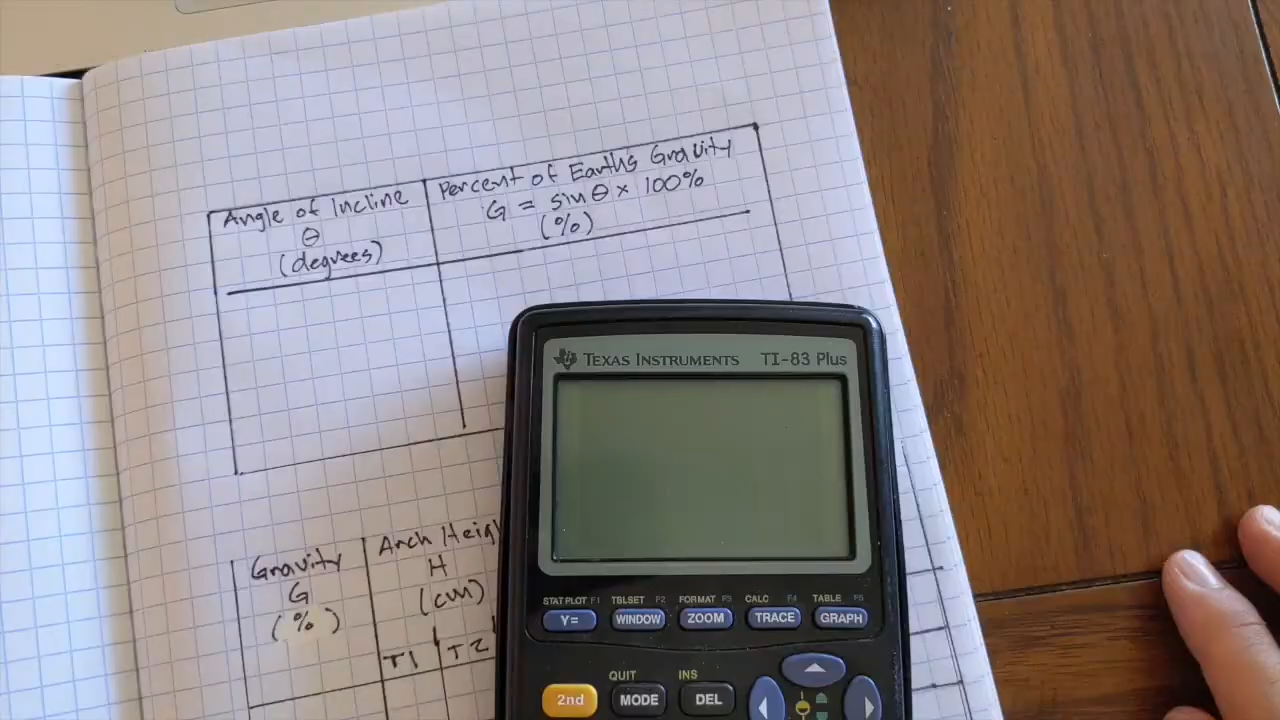 Angle of Incline
θ
(degrees)
Percent of Earth's Gravity
G = sin θ × 100%
(%)
Gravity
G
(%)
Arch Heig
H
(cm)
T1
T2
TEXAS INSTRUMENTS TI-83 Plus
STAT PLOT F1 TBLSET F2 FORMAT F3 CALC F4 TABLE F5
Y= WINDOW ZOOM TRACE GRAPH
QUIT INS
2nd MODE DEL